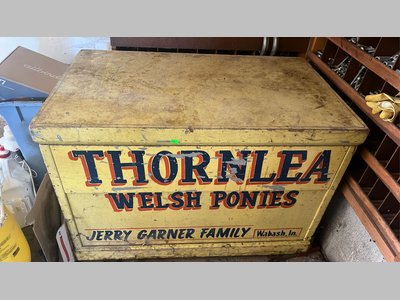 THORNLEA
WELSH PONIES
JERRY GARNER FAMILY Wabash, In.